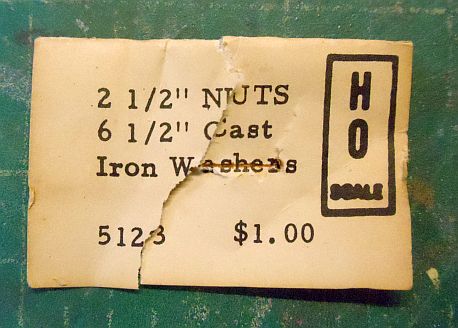 2 1/2" NUTS
6 1/2" Cast
Iron Washers
5123 $1.00
HO
SCALE